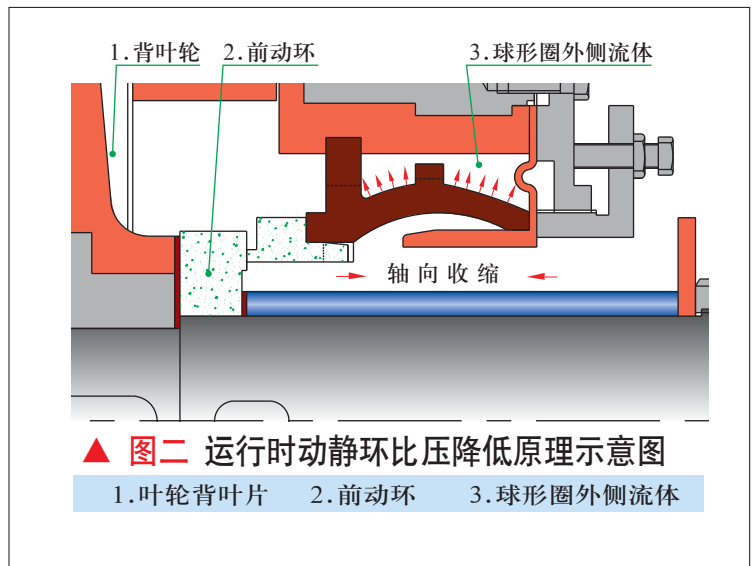 1.背叶轮 2.前动环 3.球形圈外侧流体
轴向收缩
▲ 图二 运行时动静环比压降低原理示意图
1.叶轮背叶片 2.前动环 3.球形圈外侧流体